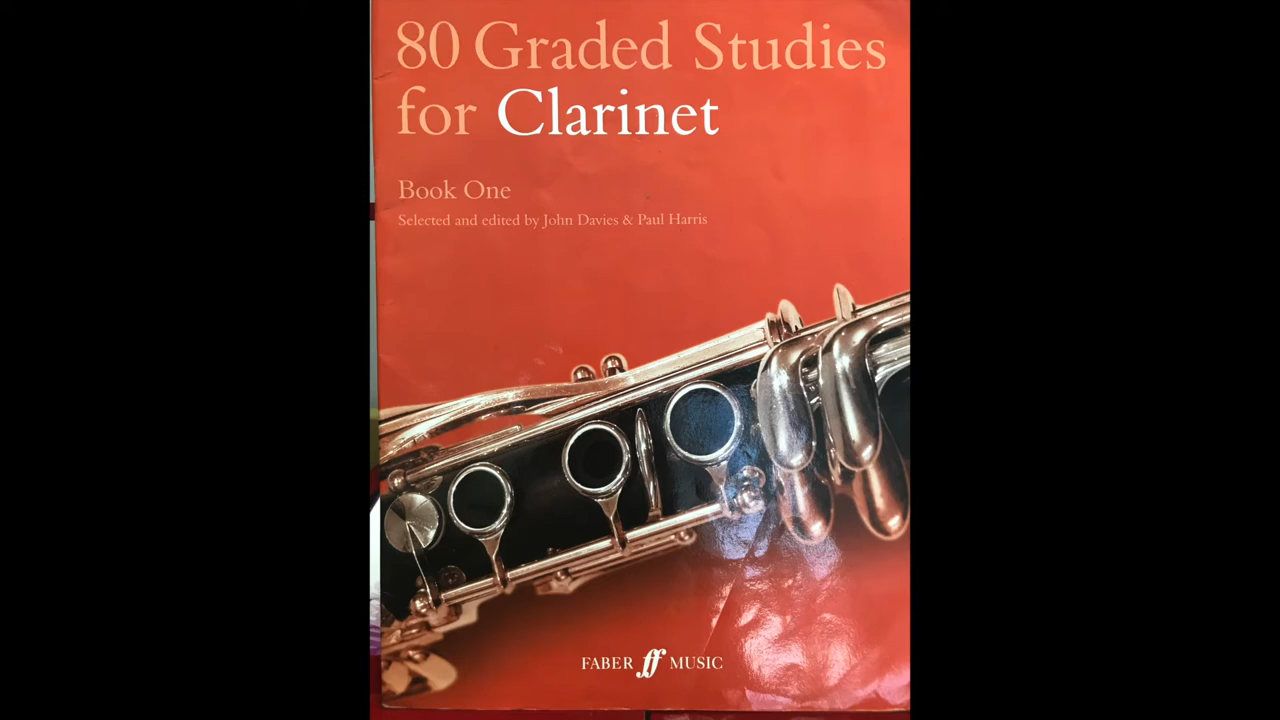 80 Graded Studies
for Clarinet
Book One
Selected and edited by John Davies & Paul Harris
FABER ff MUSIC